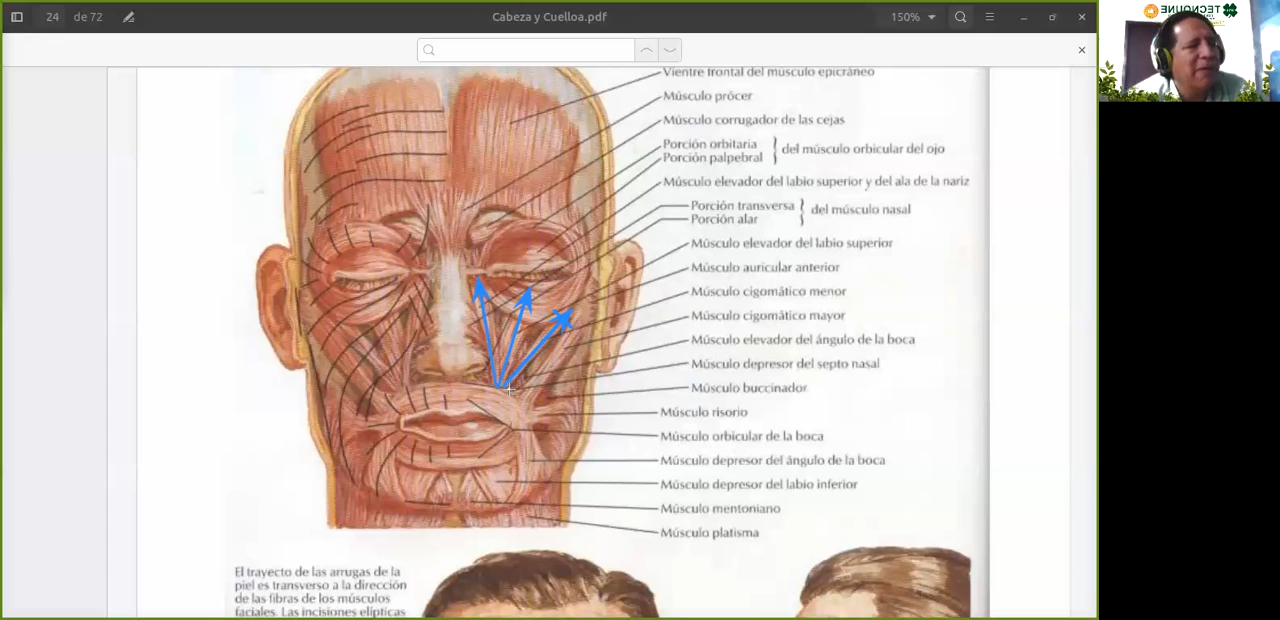 24 de 72
Cabeza y Cuelloa.pdf
150%
TECNOUNE
Vientre frontal del músculo epicráneo
Músculo prócer
Músculo corrugador de las cejas
Porción orbitaria
Porción palpebral
del músculo orbicular del ojo
Músculo elevador del labio superior y del ala de la nariz
Porción transversa
Porción alar
del músculo nasal
Músculo elevador del labio superior
Músculo auricular anterior
Músculo cigomático menor
Músculo cigomático mayor
Músculo elevador del ángulo de la boca
Músculo depresor del septo nasal
Músculo buccinador
Músculo risorio
Músculo orbicular de la boca
Músculo depresor del ángulo de la boca
Músculo depresor del labio inferior
Músculo mentoniano
Músculo platisma
El trayecto de las arrugas de la
piel es transverso a la dirección
de las fibras de los músculos
faciales. Las incisiones elípticas